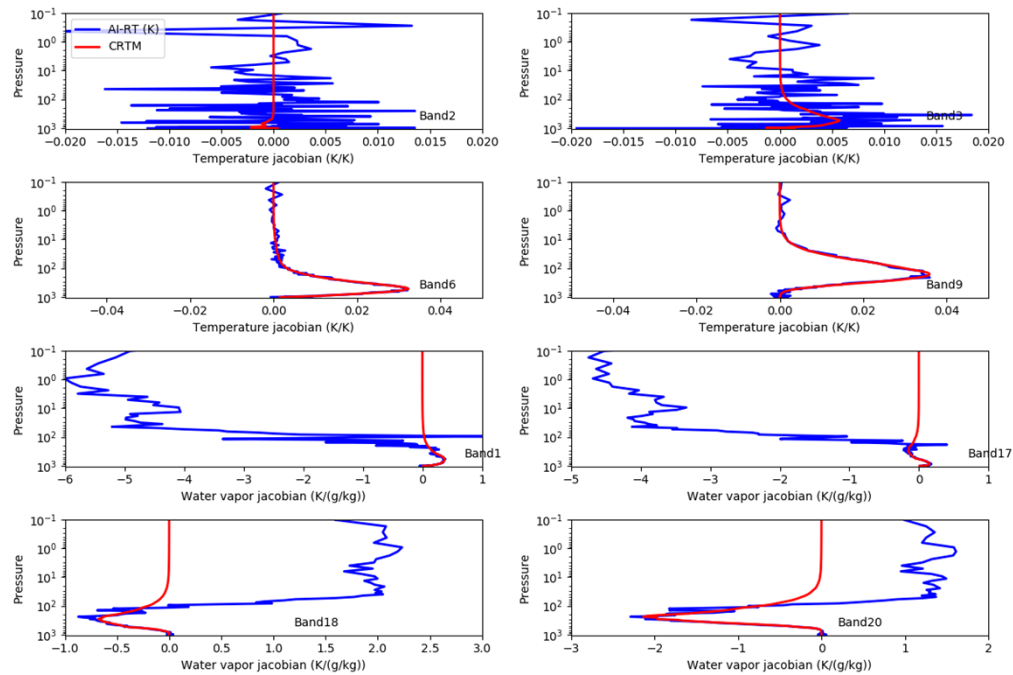 10⁻¹ 10⁰ 10¹ 10² 10³
Pressure
AI-RT (K)
CRTM
Band2
−0.020 −0.015 −0.010 −0.005 0.000 0.005 0.010 0.015 0.020
Temperature jacobian (K/K)
10⁻¹ 10⁰ 10¹ 10² 10³
Pressure
Band3
−0.020 −0.015 −0.010 −0.005 0.000 0.005 0.010 0.015 0.020
Temperature jacobian (K/K)
10⁻¹ 10⁰ 10¹ 10² 10³
Pressure
Band6
−0.04 −0.02 0.00 0.02 0.04
Temperature jacobian (K/K)
10⁻¹ 10⁰ 10¹ 10² 10³
Pressure
Band9
−0.04 −0.02 0.00 0.02 0.04
Temperature jacobian (K/K)
10⁻¹ 10⁰ 10¹ 10² 10³
Pressure
Band1
−6 −5 −4 −3 −2 −1 0 1
Water vapor jacobian (K/(g/kg))
10⁻¹ 10⁰ 10¹ 10² 10³
Pressure
Band17
−5 −4 −3 −2 −1 0 1
Water vapor jacobian (K/(g/kg))
10⁻¹ 10⁰ 10¹ 10² 10³
Pressure
Band18
−1.0 −0.5 0.0 0.5 1.0 1.5 2.0 2.5 3.0
Water vapor jacobian (K/(g/kg))
10⁻¹ 10⁰ 10¹ 10² 10³
Pressure
Band20
−3 −2 −1 0 1 2
Water vapor jacobian (K/(g/kg))